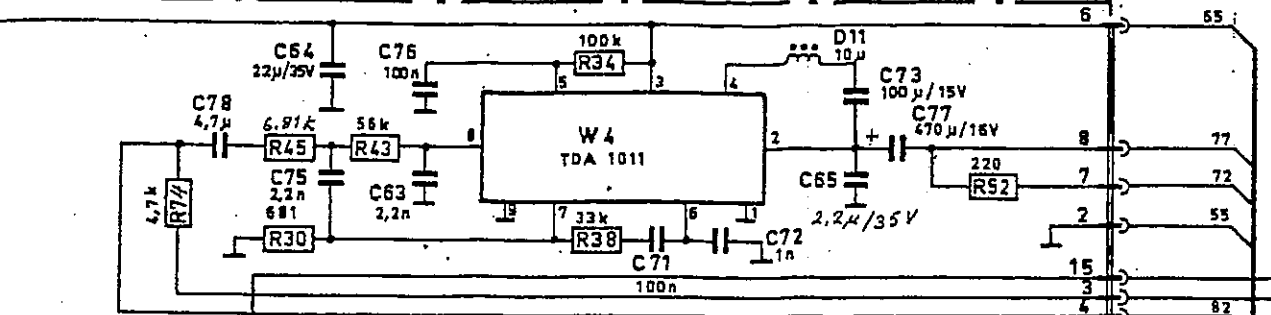 6
65
C64
22µ/35V
C76
100n
100k
R34
D11
10µ
5
3
4
C73
100µ/15V
C78
4,7µ
6.81k
R45
56k
R43
8
W4
TDA 1011
2
+
C77
470µ/16V
8
77
220
R52
7
72
4,7k
R74
C75
2,2n
C63
2,2n
C65
2.2µ/35V
681
R30
9
7
33k
R38
6
1
C71
C72
1n
2
55
15
100n
3
4
82